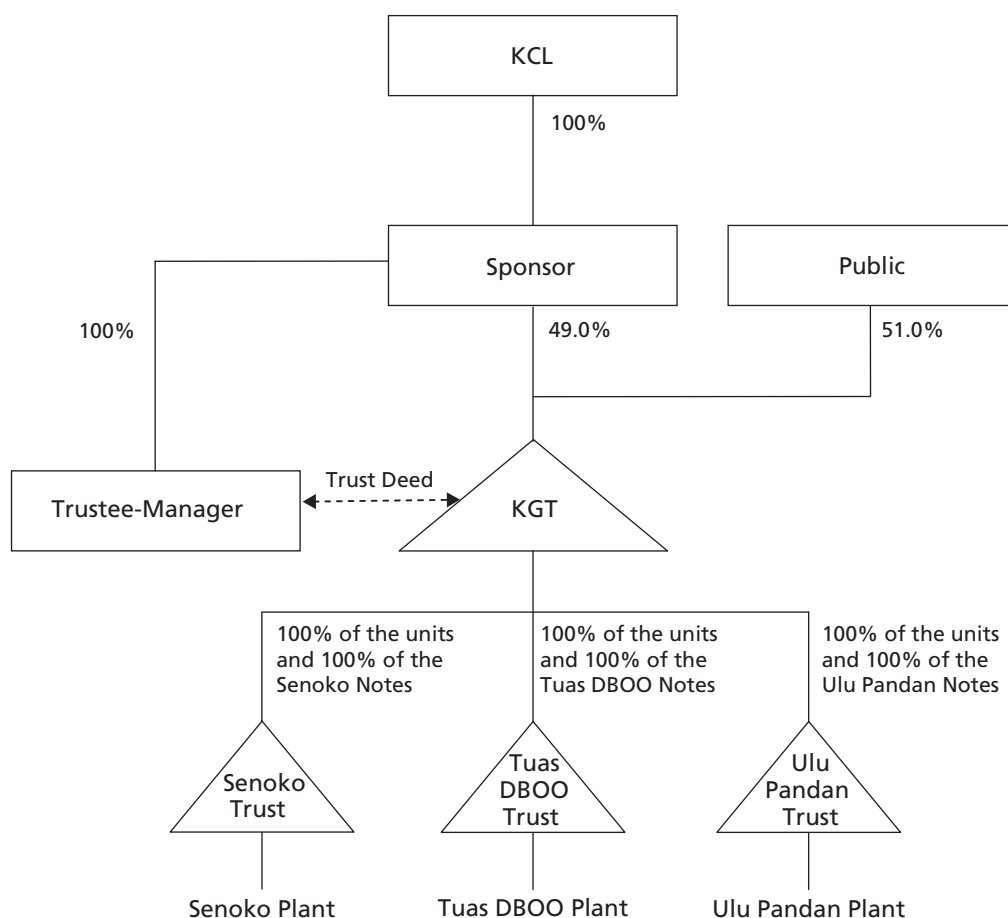 KCL
100%
Sponsor
Public
100%
49.0%
51.0%
Trust Deed
Trustee-Manager
KGT
100% of the units
and 100% of the
Senoko Notes
100% of the units
and 100% of the
Tuas DBOO Notes
100% of the units
and 100% of the
Ulu Pandan Notes
Senoko
Trust
Tuas
DBOO
Trust
Ulu
Pandan
Trust
Senoko Plant
Tuas DBOO Plant
Ulu Pandan Plant